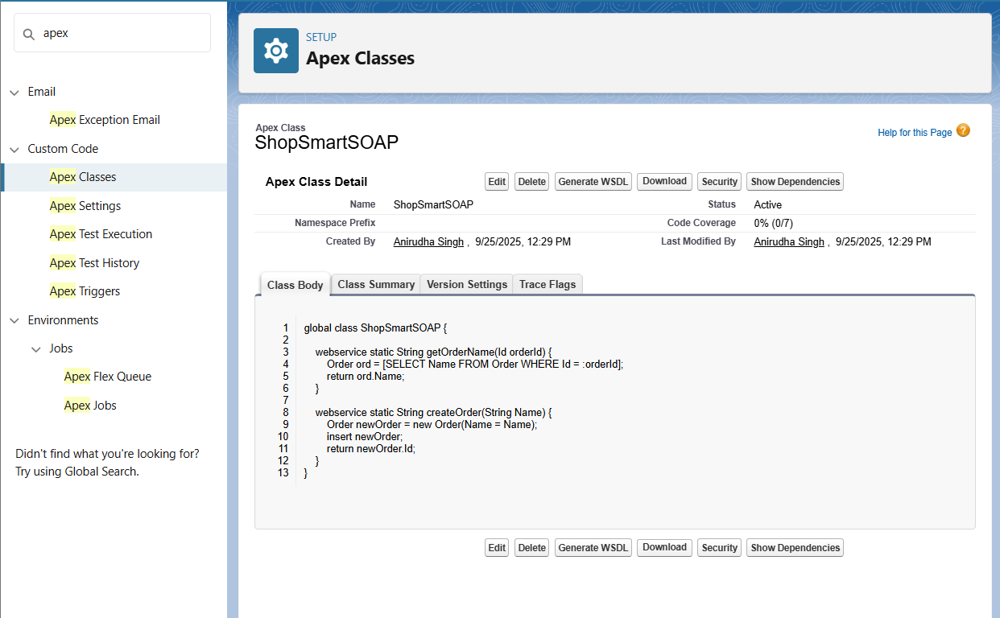 apex
Email
Apex Exception Email
Custom Code
Apex Classes
Apex Settings
Apex Test Execution
Apex Test History
Apex Triggers
Environments
Jobs
Apex Flex Queue
Apex Jobs
Didn't find what you're looking for?
Try using Global Search.
SETUP
Apex Classes
Apex Class
ShopSmartSOAP
Help for this Page ?
Apex Class Detail Edit Delete Generate WSDL Download Security Show Dependencies
Name ShopSmartSOAP Status Active
Namespace Prefix Code Coverage 0% (0/7)
Created By Anirudha Singh , 9/25/2025, 12:29 PM Last Modified By Anirudha Singh , 9/25/2025, 12:29 PM
Class Body Class Summary Version Settings Trace Flags
1 global class ShopSmartSOAP {
2
3 webservice static String getOrderName(Id orderId) {
4 Order ord = [SELECT Name FROM Order WHERE Id = :orderId];
5 return ord.Name;
6 }
7
8 webservice static String createOrder(String Name) {
9 Order newOrder = new Order(Name = Name);
10 insert newOrder;
11 return newOrder.Id;
12 }
13 }
Edit Delete Generate WSDL Download Security Show Dependencies